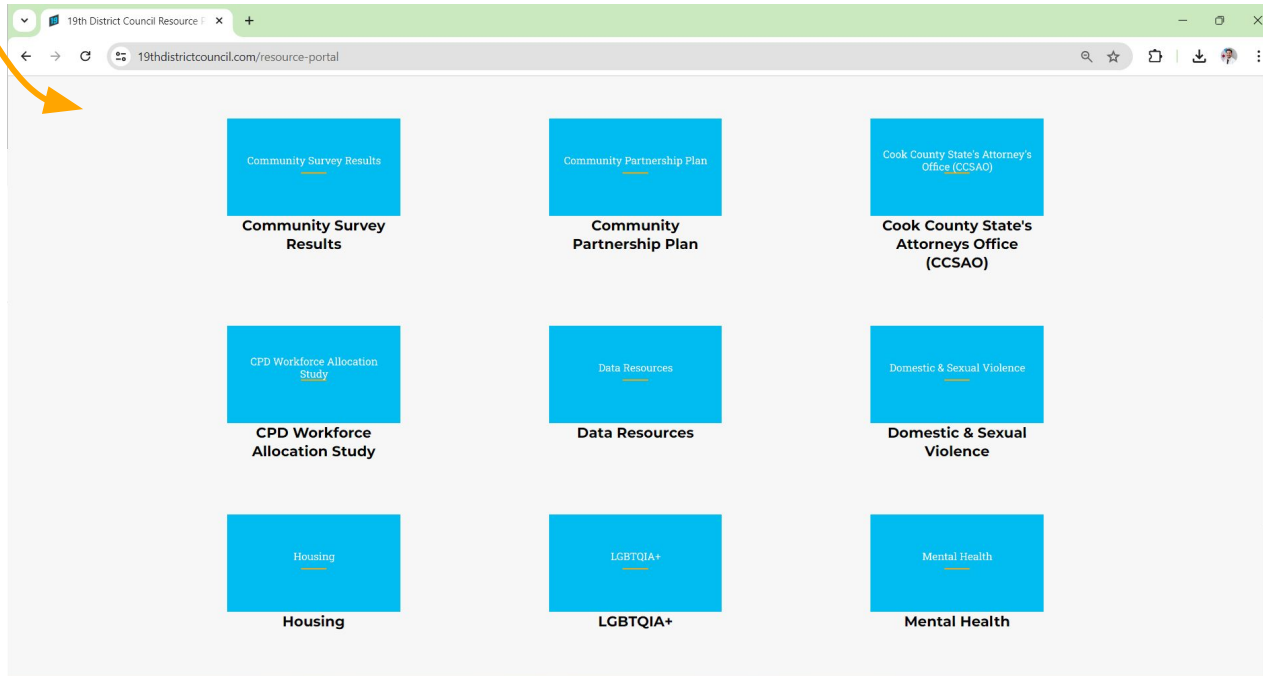 19th District Council Resource P
19thdistrictcouncil.com/resource-portal
Community Survey Results
Community Partnership Plan
Cook County State's Attorney's
Office (CCSAO)
Community Survey
Results
Community
Partnership Plan
Cook County State's
Attorneys Office
(CCSAO)
CPD Workforce Allocation
Study
Data Resources
Domestic & Sexual Violence
CPD Workforce
Allocation Study
Data Resources
Domestic & Sexual
Violence
Housing
LGBTQIA+
Mental Health
Housing
LGBTQIA+
Mental Health